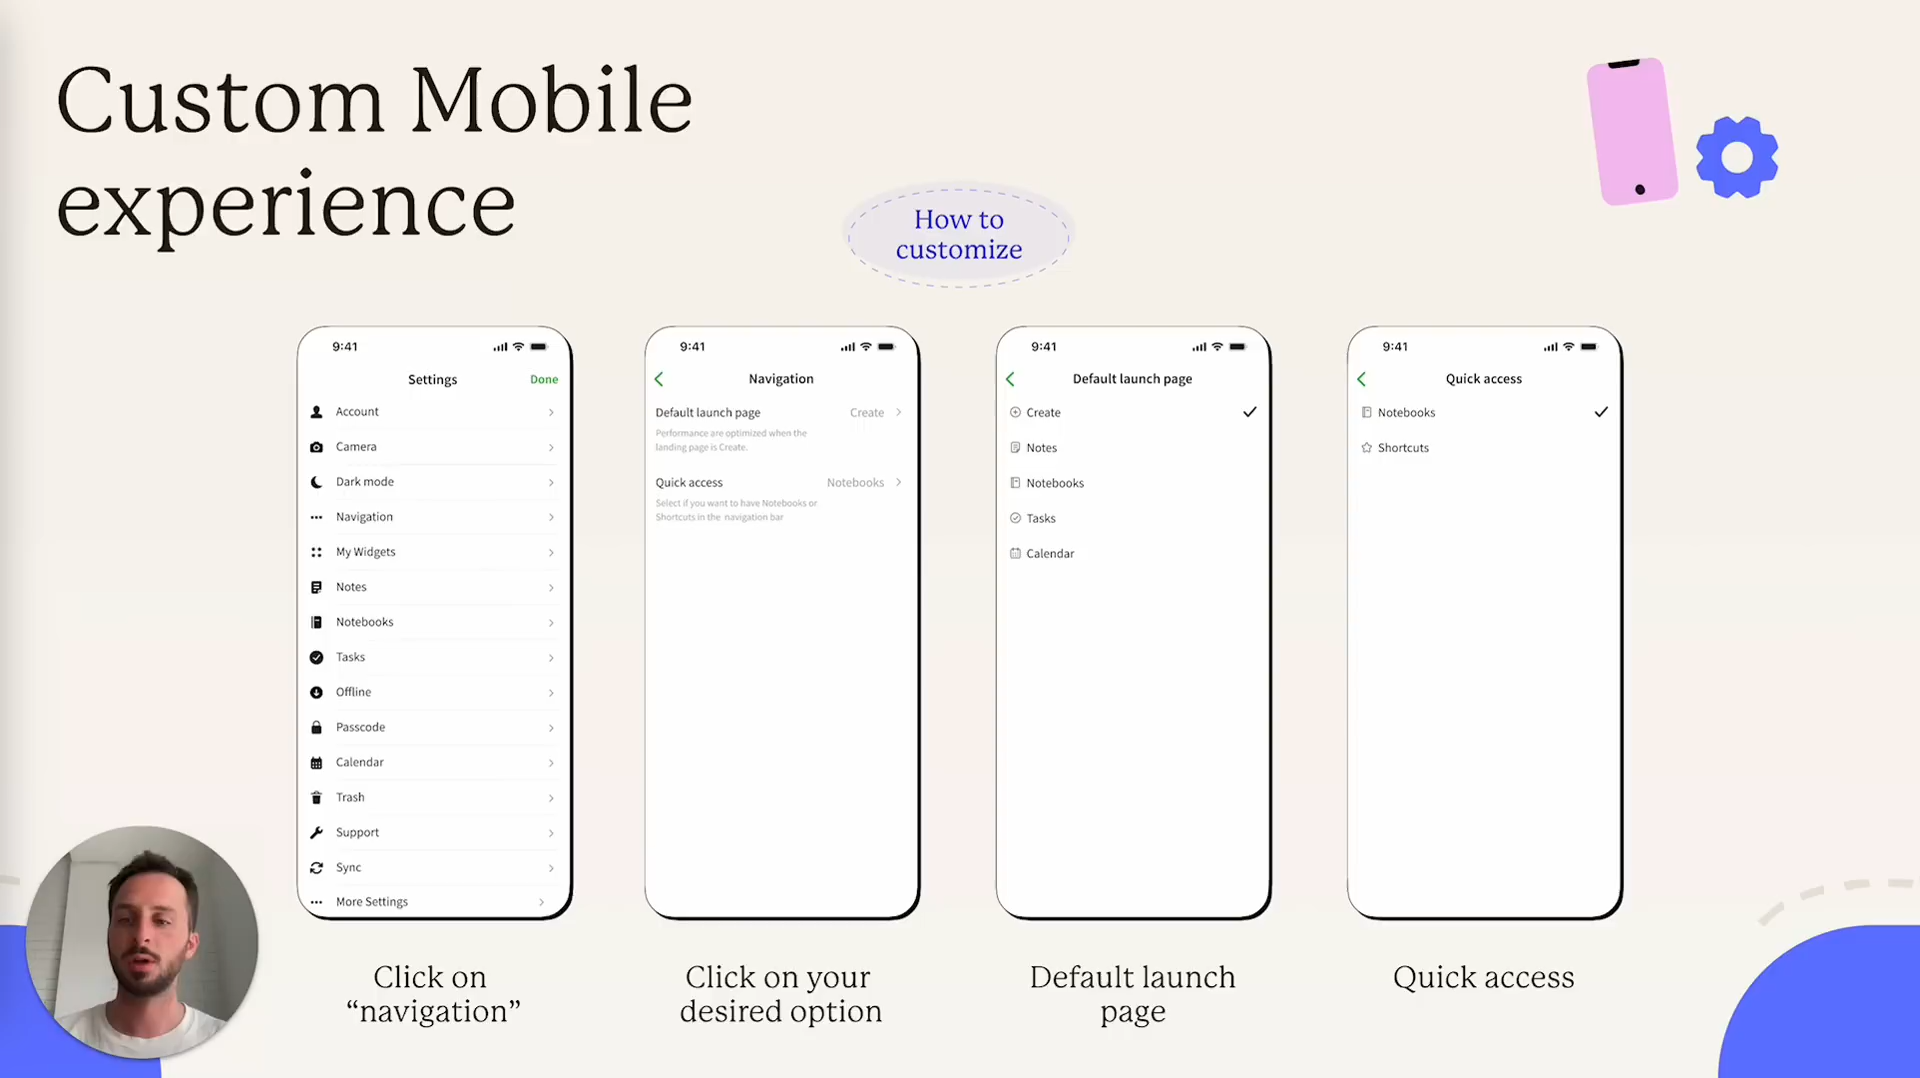 Custom Mobile
experience
How to
customize
9:41
Settings
Done
Account
Camera
Dark mode
Navigation
My Widgets
Notes
Notebooks
Tasks
Offline
Passcode
Calendar
Trash
Support
Sync
More Settings
Click on
“navigation”
9:41
Navigation
Default launch page
Create
Performance are optimized when the
landing page is Create.
Quick access
Notebooks
Select if you want to have Notebooks or
Shortcuts in the navigation bar
Click on your
desired option
9:41
Default launch page
Create
Notes
Notebooks
Tasks
Calendar
Default launch
page
9:41
Quick access
Notebooks
Shortcuts
Quick access